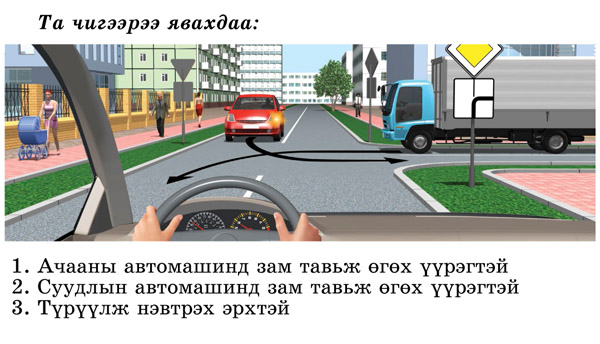 Та чигээрээ явахдаа:
1. Ачааны автомашинд зам тавьж өгөх үүрэгтэй
2. Суудлын автомашинд зам тавьж өгөх үүрэгтэй
3. Түрүүлж нэвтрэх эрхтэй